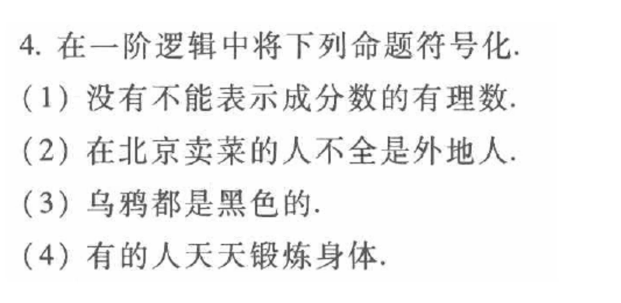 4. 在一阶逻辑中将下列命题符号化.
(1) 没有不能表示成分数的有理数.
(2) 在北京卖菜的人不全是外地人.
(3) 乌鸦都是黑色的.
(4) 有的人天天锻炼身体.